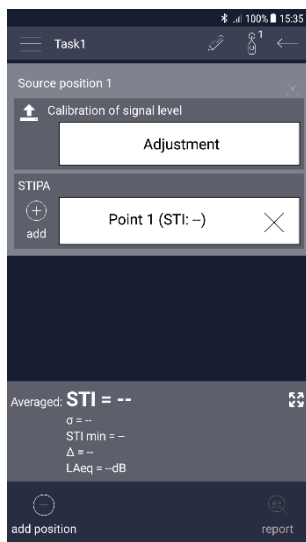 100% 15:35
Task1
1
Source position 1
Calibration of signal level
Adjustment
STIPA
add
Point 1 (STI: --)
Averaged: STI = --
σ = --
STI min = --
Δ = --
LAeq = --dB
add position
report